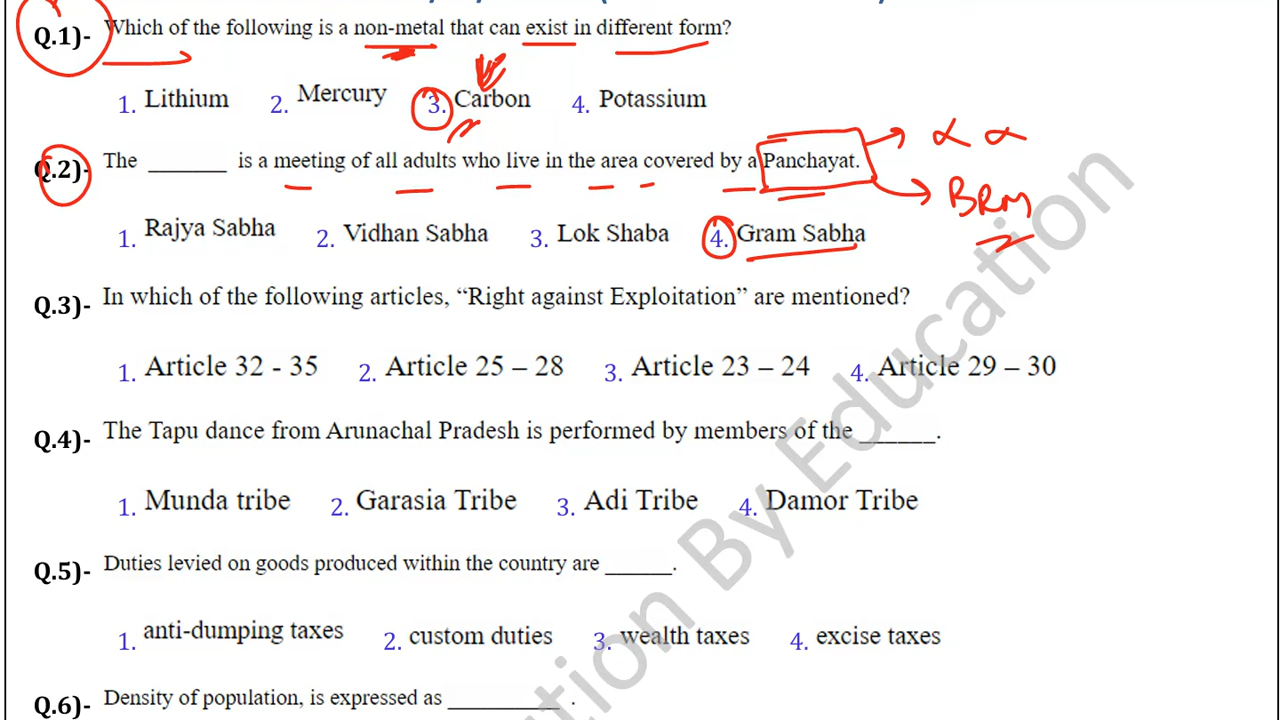 Q.1)- Which of the following is a non-metal that can exist in different form?
1. Lithium 2. Mercury 3. Carbon 4. Potassium
Q.2)- The ______ is a meeting of all adults who live in the area covered by a Panchayat.
α α
BRM
1. Rajya Sabha 2. Vidhan Sabha 3. Lok Shaba 4. Gram Sabha
Q.3)- In which of the following articles, “Right against Exploitation” are mentioned?
1. Article 32 - 35 2. Article 25 – 28 3. Article 23 – 24 4. Article 29 – 30
Q.4)- The Tapu dance from Arunachal Pradesh is performed by members of the ______.
1. Munda tribe 2. Garasia Tribe 3. Adi Tribe 4. Damor Tribe
Q.5)- Duties levied on goods produced within the country are ______.
1. anti-dumping taxes 2. custom duties 3. wealth taxes 4. excise taxes
Q.6)- Density of population, is expressed as __________ .
By Education